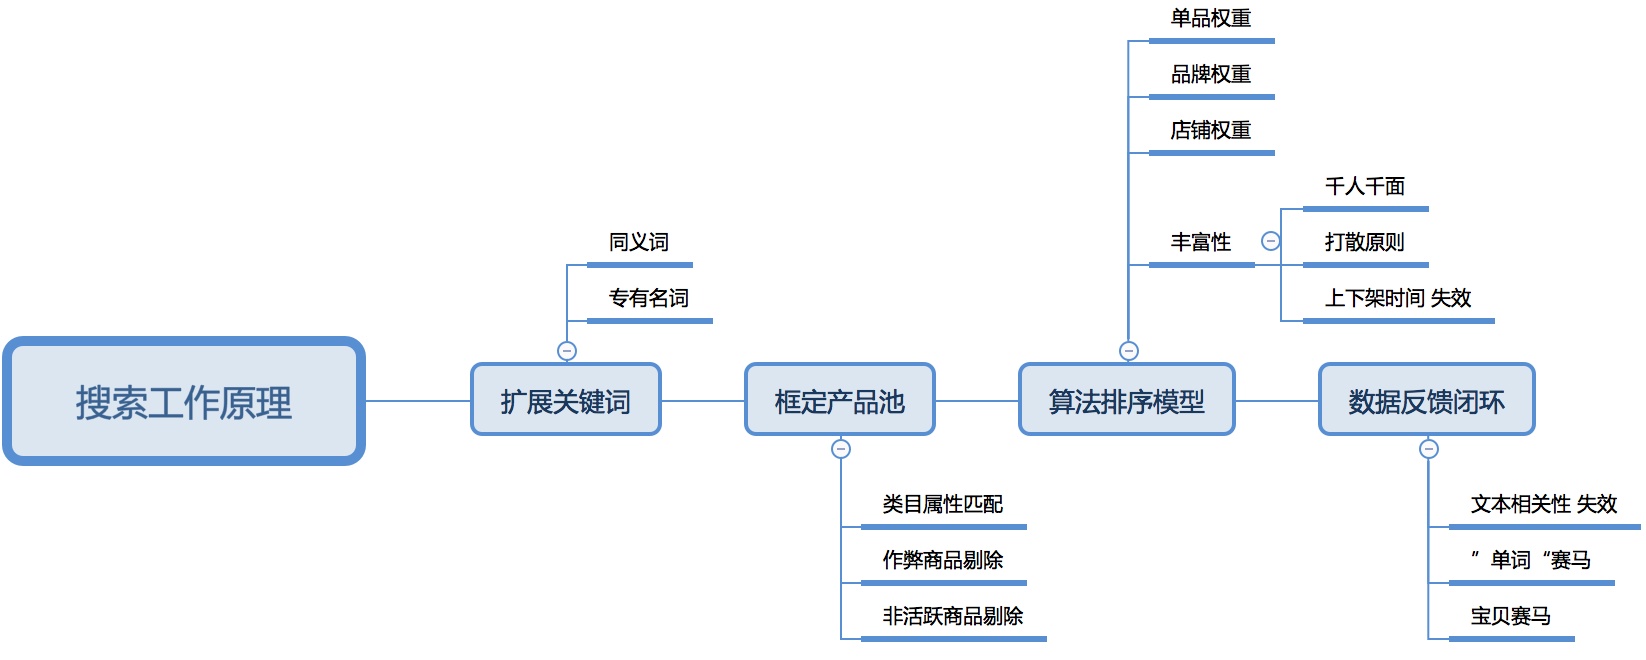 单品权重
品牌权重
店铺权重
千人千面
丰富性
打散原则
上下架时间 失效
同义词
专有名词
搜索工作原理
扩展关键词
框定产品池
算法排序模型
数据反馈闭环
类目属性匹配
作弊商品剔除
非活跃商品剔除
文本相关性 失效
”单词“赛马
宝贝赛马